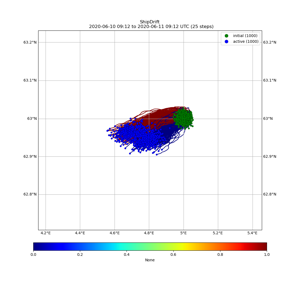 ShipDrift
2020-06-10 09:12 to 2020-06-11 09:12 UTC (25 steps)
initial (1000)
active (1000)
63.2°N 63.2°N
63.1°N 63.1°N
63°N 63°N
62.9°N 62.9°N
62.8°N 62.8°N
4.2°E 4.4°E 4.6°E 4.8°E 5°E 5.2°E 5.4°E
0.0 0.2 0.4 0.6 0.8 1.0
None